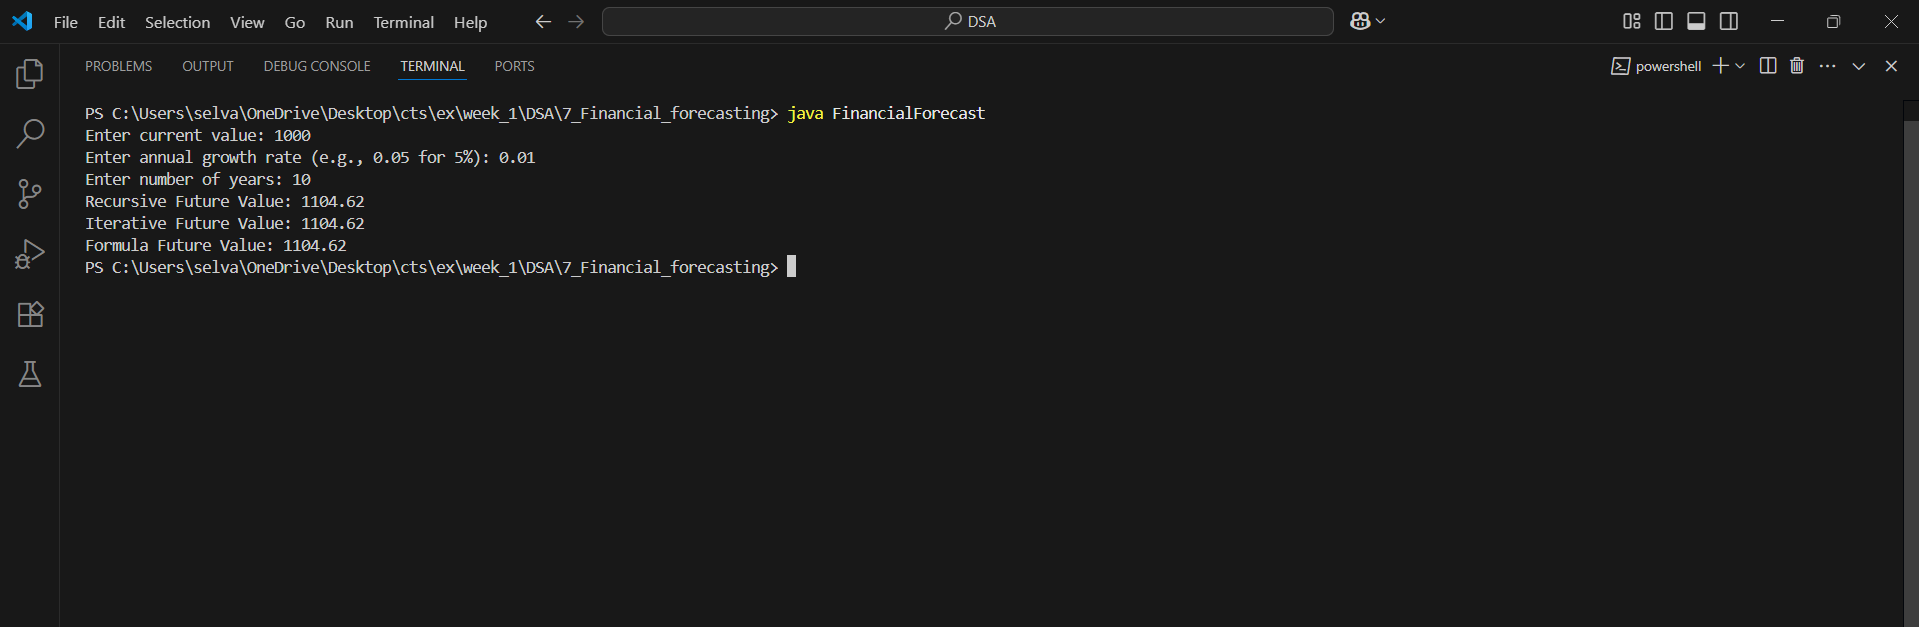 File Edit Selection View Go Run Terminal Help DSA
PROBLEMS OUTPUT DEBUG CONSOLE TERMINAL PORTS powershell
PS C:\Users\selva\OneDrive\Desktop\cts\ex\week_1\DSA\7_Financial_forecasting> java FinancialForecast
Enter current value: 1000
Enter annual growth rate (e.g., 0.05 for 5%): 0.01
Enter number of years: 10
Recursive Future Value: 1104.62
Iterative Future Value: 1104.62
Formula Future Value: 1104.62
PS C:\Users\selva\OneDrive\Desktop\cts\ex\week_1\DSA\7_Financial_forecasting>